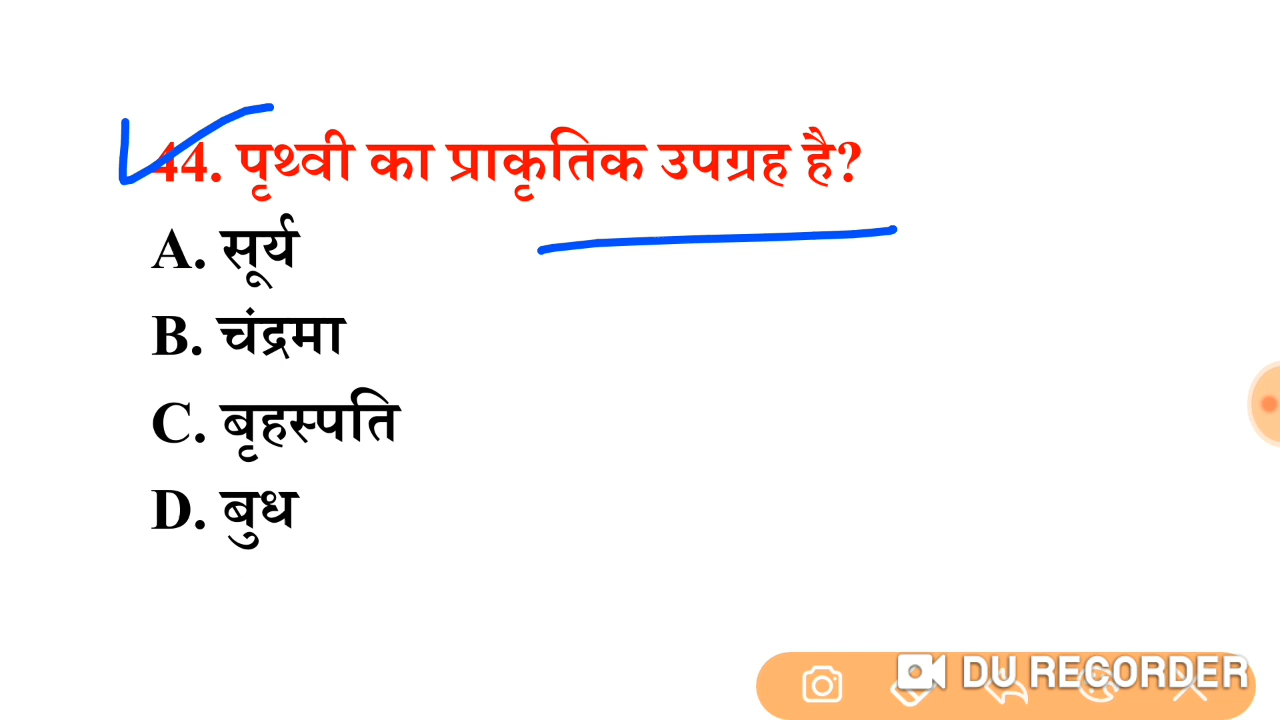 44. पृथ्वी का प्राकृतिक उपग्रह है?
A. सूर्य
B. चंद्रमा
C. बृहस्पति
D. बुध
DU RECORDER